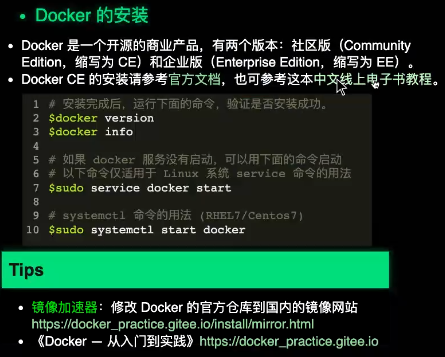 Docker 的安装
Docker 是一个开源的商业产品，有两个版本：社区版（Community
Edition，缩写为 CE）和企业版（Enterprise Edition，缩写为 EE）。
Docker CE 的安装请参考官方文档，也可参考这本中文线上电子书教程。
1 # 安装完成后，运行下面的命令，验证是否安装成功。
2 $docker version
3 $docker info
4
5 # 如果 docker 服务没有启动，可以用下面的命令启动
6 # 以下命令仅适用于 Linux 系统 service 命令的用法
7 $sudo service docker start
8
9 # systemctl 命令的用法 (RHEL7/Centos7)
10 $sudo systemctl start docker
Tips
镜像加速器：修改 Docker 的官方仓库到国内的镜像网站
https://docker_practice.gitee.io/install/mirror.html
《Docker — 从入门到实践》https://docker_practice.gitee.io